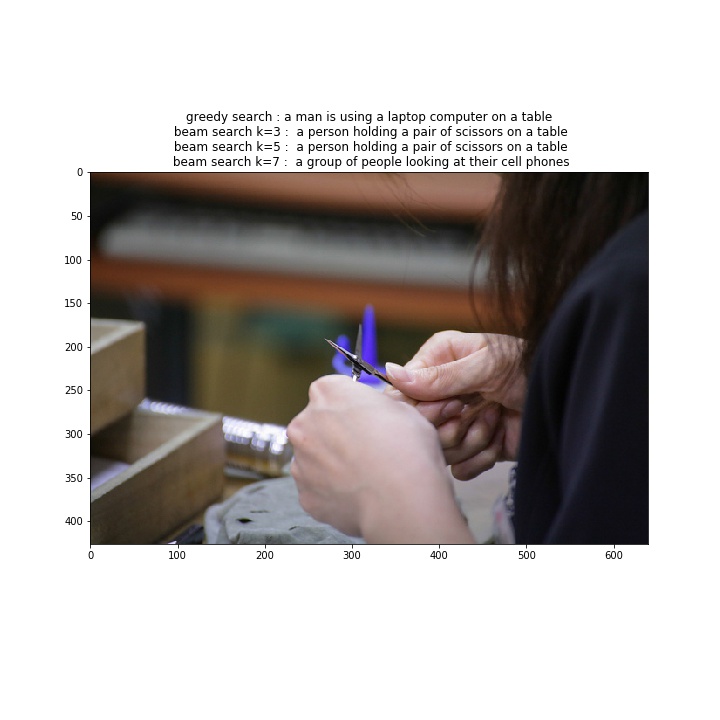 greedy search : a man is using a laptop computer on a table
beam search k=3 :  a person holding a pair of scissors on a table
beam search k=5 :  a person holding a pair of scissors on a table
beam search k=7 :  a group of people looking at their cell phones
0
50
100
150
200
250
300
350
400
0 100 200 300 400 500 600